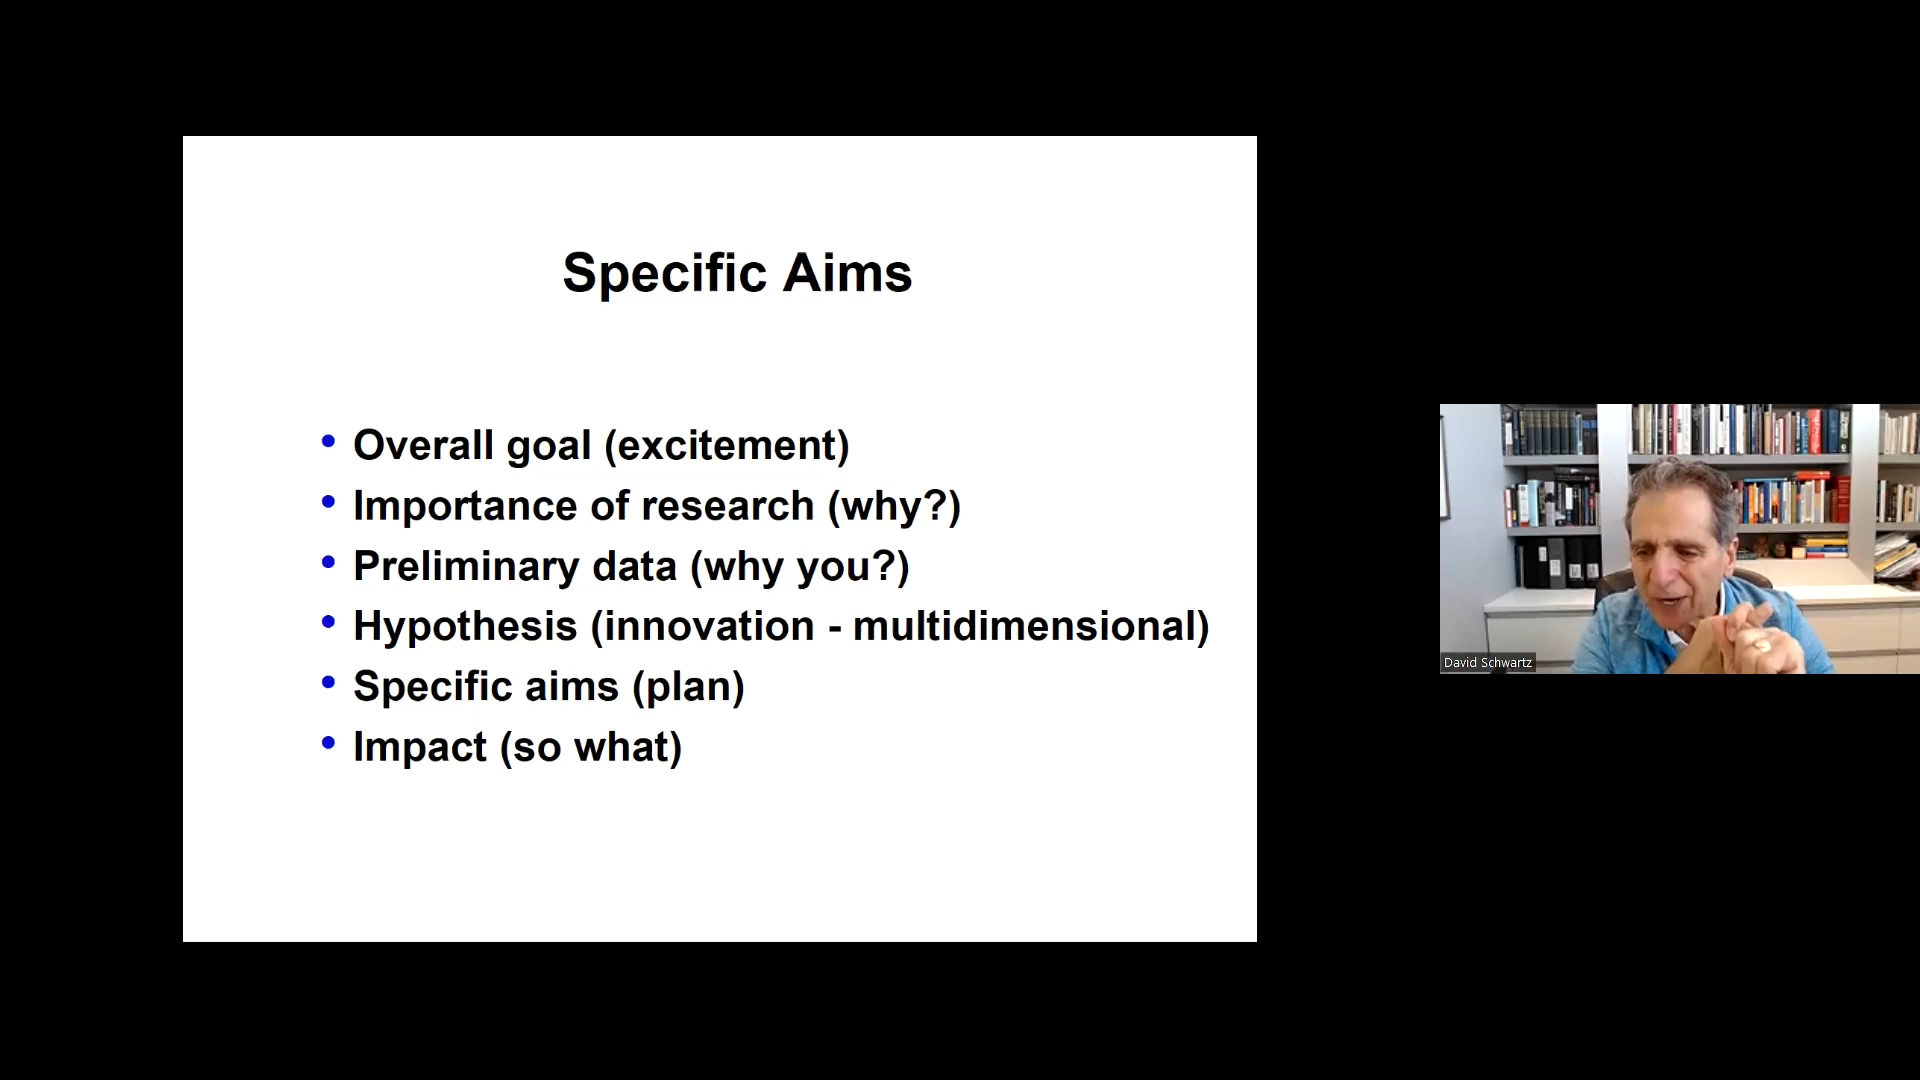 Specific Aims
• Overall goal (excitement)
• Importance of research (why?)
• Preliminary data (why you?)
• Hypothesis (innovation - multidimensional)
• Specific aims (plan)
• Impact (so what)
David Schwartz